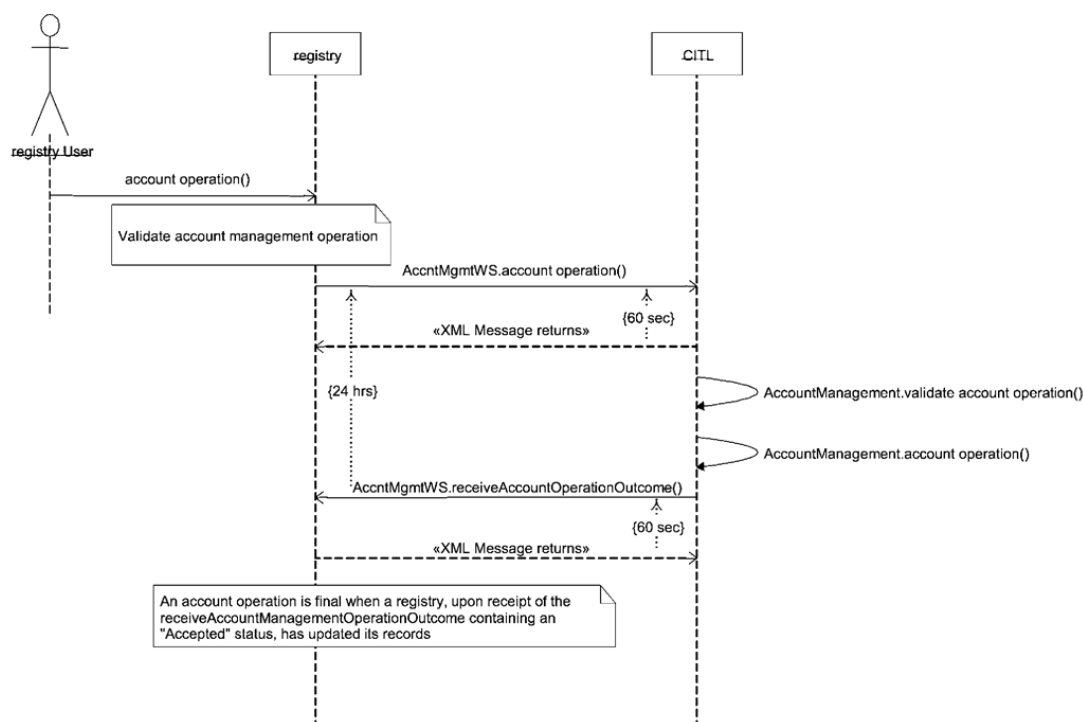 registry
CITL
registry User
account operation()
Validate account management operation
AccntMgmtWS.account operation()
{60 sec}
«XML Message returns»
{24 hrs}
AccountManagement.validate account operation()
AccountManagement.account operation()
AccntMgmtWS.receiveAccountOperationOutcome()
{60 sec}
«XML Message returns»
An account operation is final when a registry, upon receipt of the
receiveAccountManagementOperationOutcome containing an
"Accepted" status, has updated its records